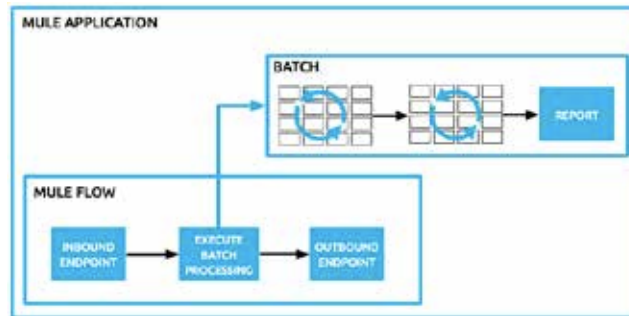 MULE APPLICATION
BATCH
REPORT
MULE FLOW
INBOUND
ENDPOINT
EXECUTE
BATCH
PROCESSING
OUTBOUND
ENDPOINT